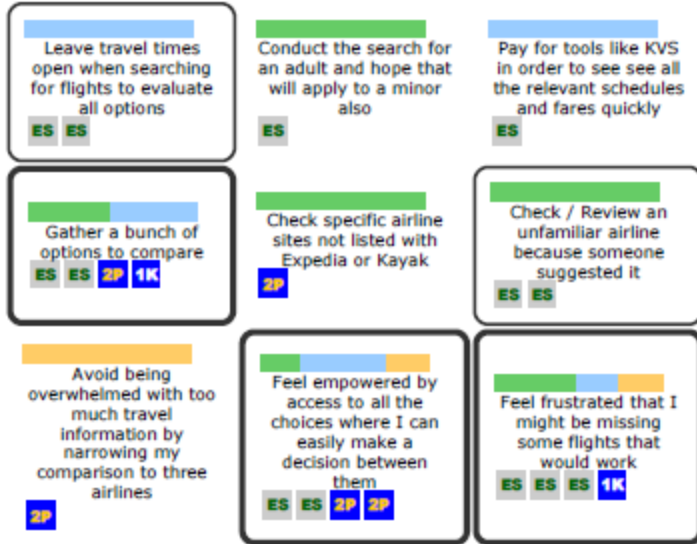 Leave travel times
open when searching
for flights to evaluate
all options
ES ES
Conduct the search for
an adult and hope that
will apply to a minor
also
ES
Pay for tools like KVS
in order to see see all
the relevant schedules
and fares quickly
ES
Gather a bunch of
options to compare
ES ES 2P 1K
Check specific airline
sites not listed with
Expedia or Kayak
2P
Check / Review an
unfamiliar airline
because someone
suggested it
ES ES
Avoid being
overwhelmed with too
much travel
information by
narrowing my
comparison to three
airlines
2P
Feel empowered by
access to all the
choices where I can
easily make a
decision between
them
ES ES 2P 2P
Feel frustrated that I
might be missing
some flights that
would work
ES ES ES 1K